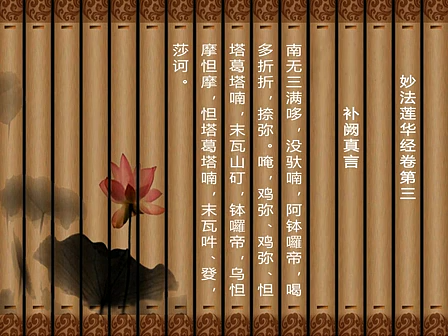 妙法莲华经卷第三
补阙真言
南无三满哆，没驮喃，阿钵囉帝，喝
多折折，捺弥。唵，鸡弥、鸡弥、怛
塔葛塔喃，末瓦山矴，钵囉帝，乌怛
摩怛摩，怛塔葛塔喃，末瓦吽、癹，
莎诃。